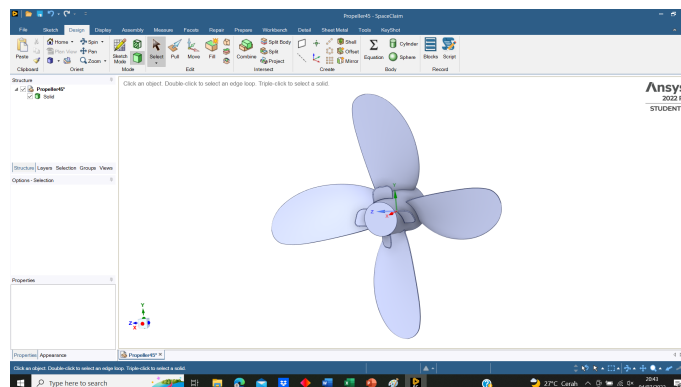 Propeller45° - SpaceClaim
File Sketch Design Display Assembly Measure Facets Repair Prepare Workbench Detail Sheet Metal Tools KeyShot
Home Spin
Plan View Pan
Zoom
Paste
Sketch Mode
Select Pull Move Fill
Combine
Split Body
Split
Project
Shell
Offset
Mirror
Equation
Cylinder
Sphere
Blocks Script
Clipboard Orient Mode Edit Intersect Create Body Record
Structure
Propeller45°
Solid
Click an object. Double-click to select an edge loop. Triple-click to select a solid.
Ansys
2022
STUDENT
Structure Layers Selection Groups Views
Options - Selection
Y
Z
X
Properties
Y
Z
X
Properties Appearance
Propeller45°
Click an object. Double-click to select an edge loop. Triple-click to select a solid.
Type here to search
27°C Cerah
20:43